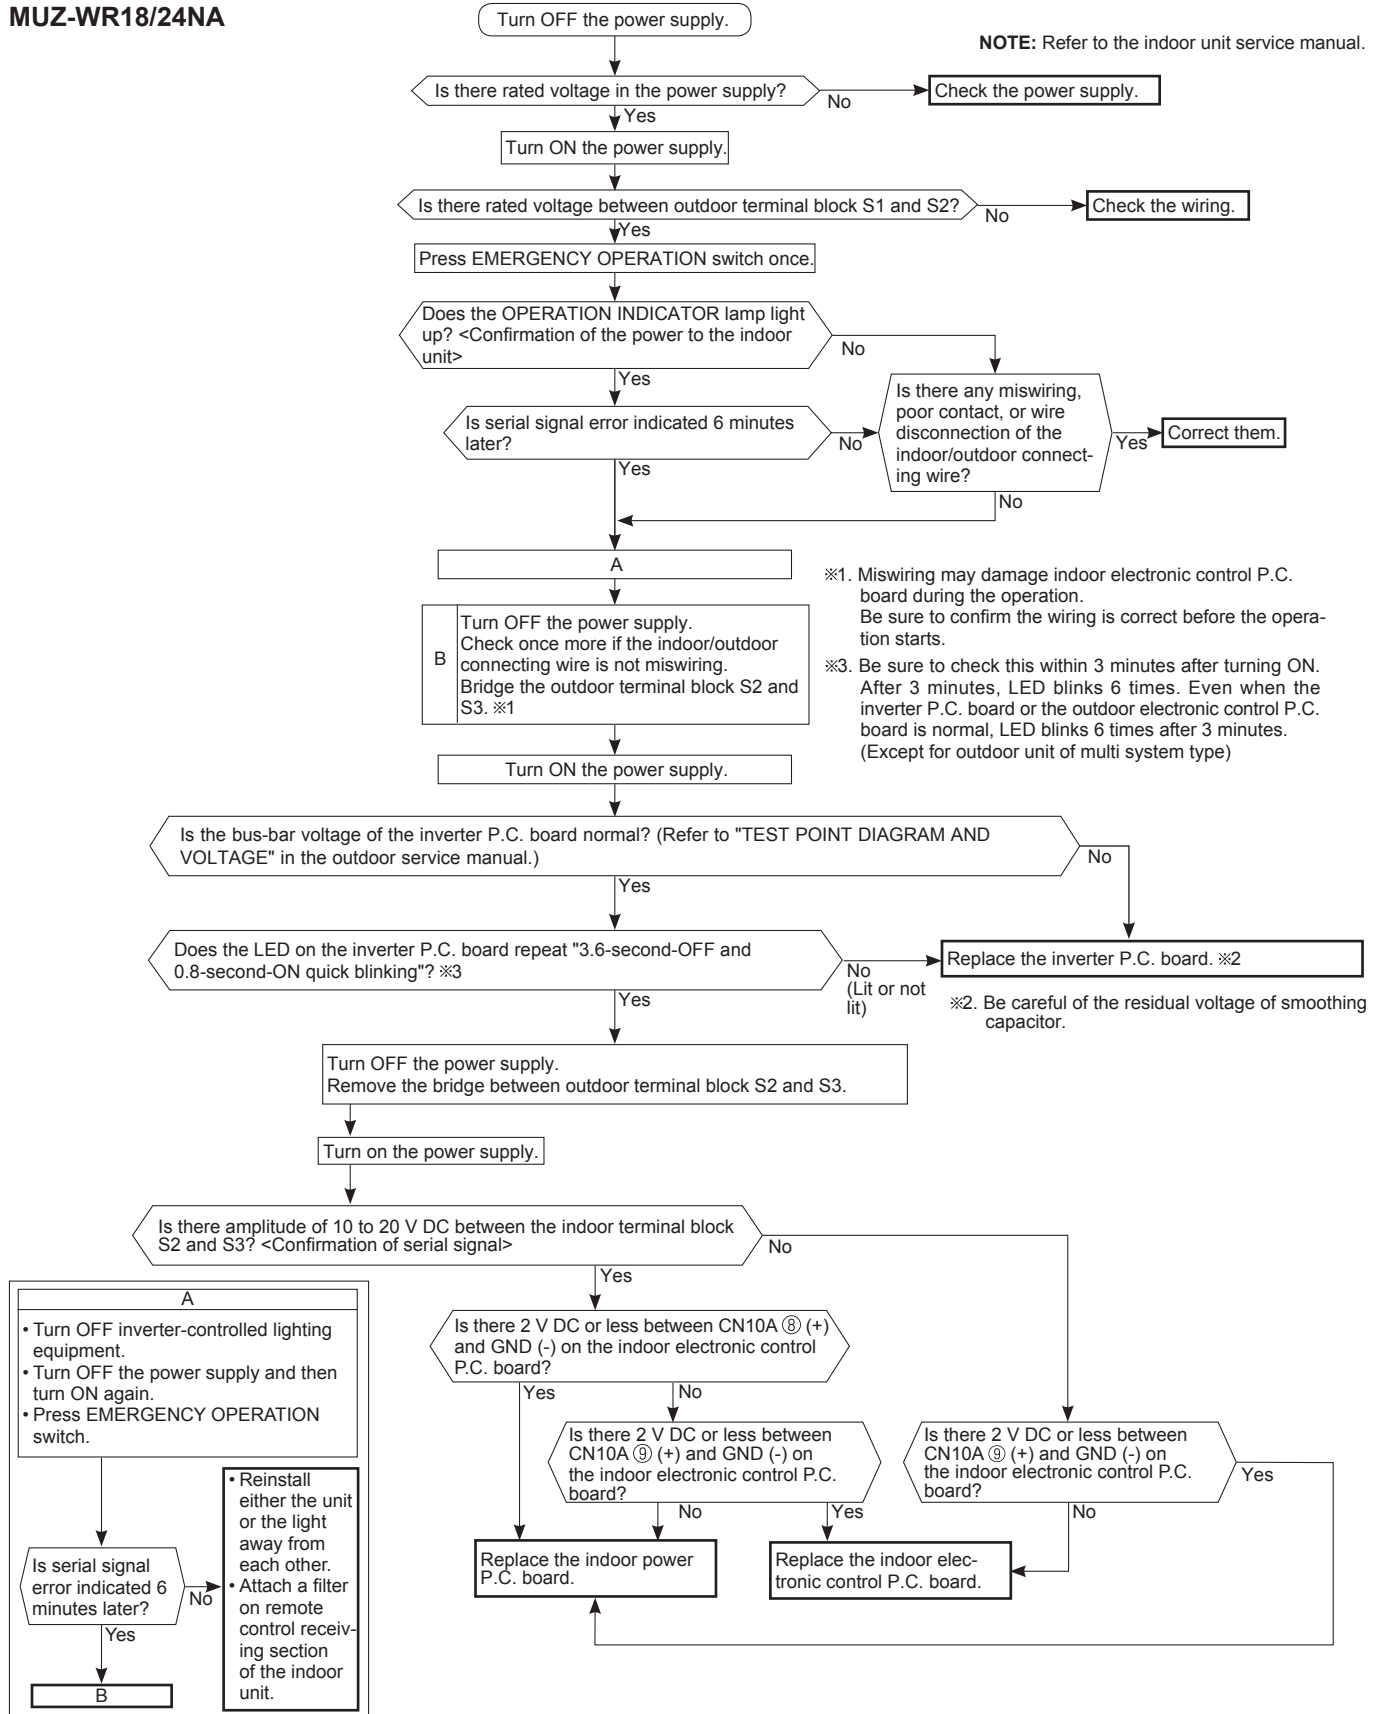 MUZ-WR18/24NA
Turn OFF the power supply.
NOTE: Refer to the indoor unit service manual.
Is there rated voltage in the power supply?
No
Check the power supply.
Yes
Turn ON the power supply.
Is there rated voltage between outdoor terminal block S1 and S2?
No
Check the wiring.
Yes
Press EMERGENCY OPERATION switch once.
Does the OPERATION INDICATOR lamp light
up? <Confirmation of the power to the indoor
unit>
No
Yes
Is serial signal error indicated 6 minutes
later?
No
Yes
Is there any miswiring,
poor contact, or wire
disconnection of the
indoor/outdoor connect-
ing wire?
Yes
Correct them.
No
A
B
Turn OFF the power supply.
Check once more if the indoor/outdoor
connecting wire is not miswiring.
Bridge the outdoor terminal block S2 and
S3. ※1
※1. Miswiring may damage indoor electronic control P.C.
board during the operation.
Be sure to confirm the wiring is correct before the opera-
tion starts.
※3. Be sure to check this within 3 minutes after turning ON.
After 3 minutes, LED blinks 6 times. Even when the
inverter P.C. board or the outdoor electronic control P.C.
board is normal, LED blinks 6 times after 3 minutes.
(Except for outdoor unit of multi system type)
Turn ON the power supply.
Is the bus-bar voltage of the inverter P.C. board normal? (Refer to "TEST POINT DIAGRAM AND
VOLTAGE" in the outdoor service manual.)
No
Yes
Does the LED on the inverter P.C. board repeat "3.6-second-OFF and
0.8-second-ON quick blinking"? ※3
No
(Lit or not
lit)
Replace the inverter P.C. board. ※2
※2. Be careful of the residual voltage of smoothing
capacitor.
Yes
Turn OFF the power supply.
Remove the bridge between outdoor terminal block S2 and S3.
Turn on the power supply.
Is there amplitude of 10 to 20 V DC between the indoor terminal block
S2 and S3? <Confirmation of serial signal>
No
Yes
Is there 2 V DC or less between CN10A ⑧ (+)
and GND (-) on the indoor electronic control
P.C. board?
Yes
No
Is there 2 V DC or less between
CN10A ⑨ (+) and GND (-) on
the indoor electronic control P.C.
board?
No
Yes
Is there 2 V DC or less between
CN10A ⑨ (+) and GND (-) on
the indoor electronic control P.C.
board?
Yes
No
Replace the indoor power
P.C. board.
Replace the indoor elec-
tronic control P.C. board.
A
• Turn OFF inverter-controlled lighting
equipment.
• Turn OFF the power supply and then
turn ON again.
• Press EMERGENCY OPERATION
switch.
Is serial signal
error indicated 6
minutes later?
No
Yes
B
• Reinstall
either the unit
or the light
away from
each other.
• Attach a filter
on remote
control receiv-
ing section
of the indoor
unit.